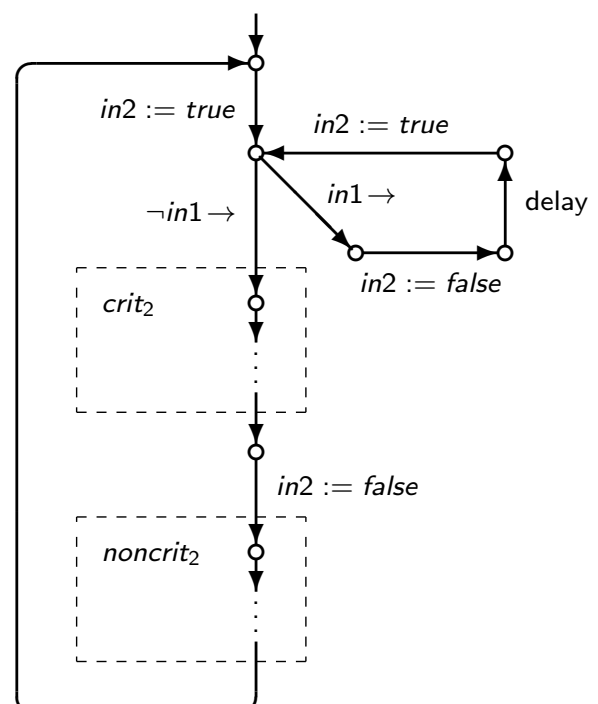 in2 := true
in2 := true
in1 →
¬in1 →
delay
in2 := false
crit₂
in2 := false
noncrit₂